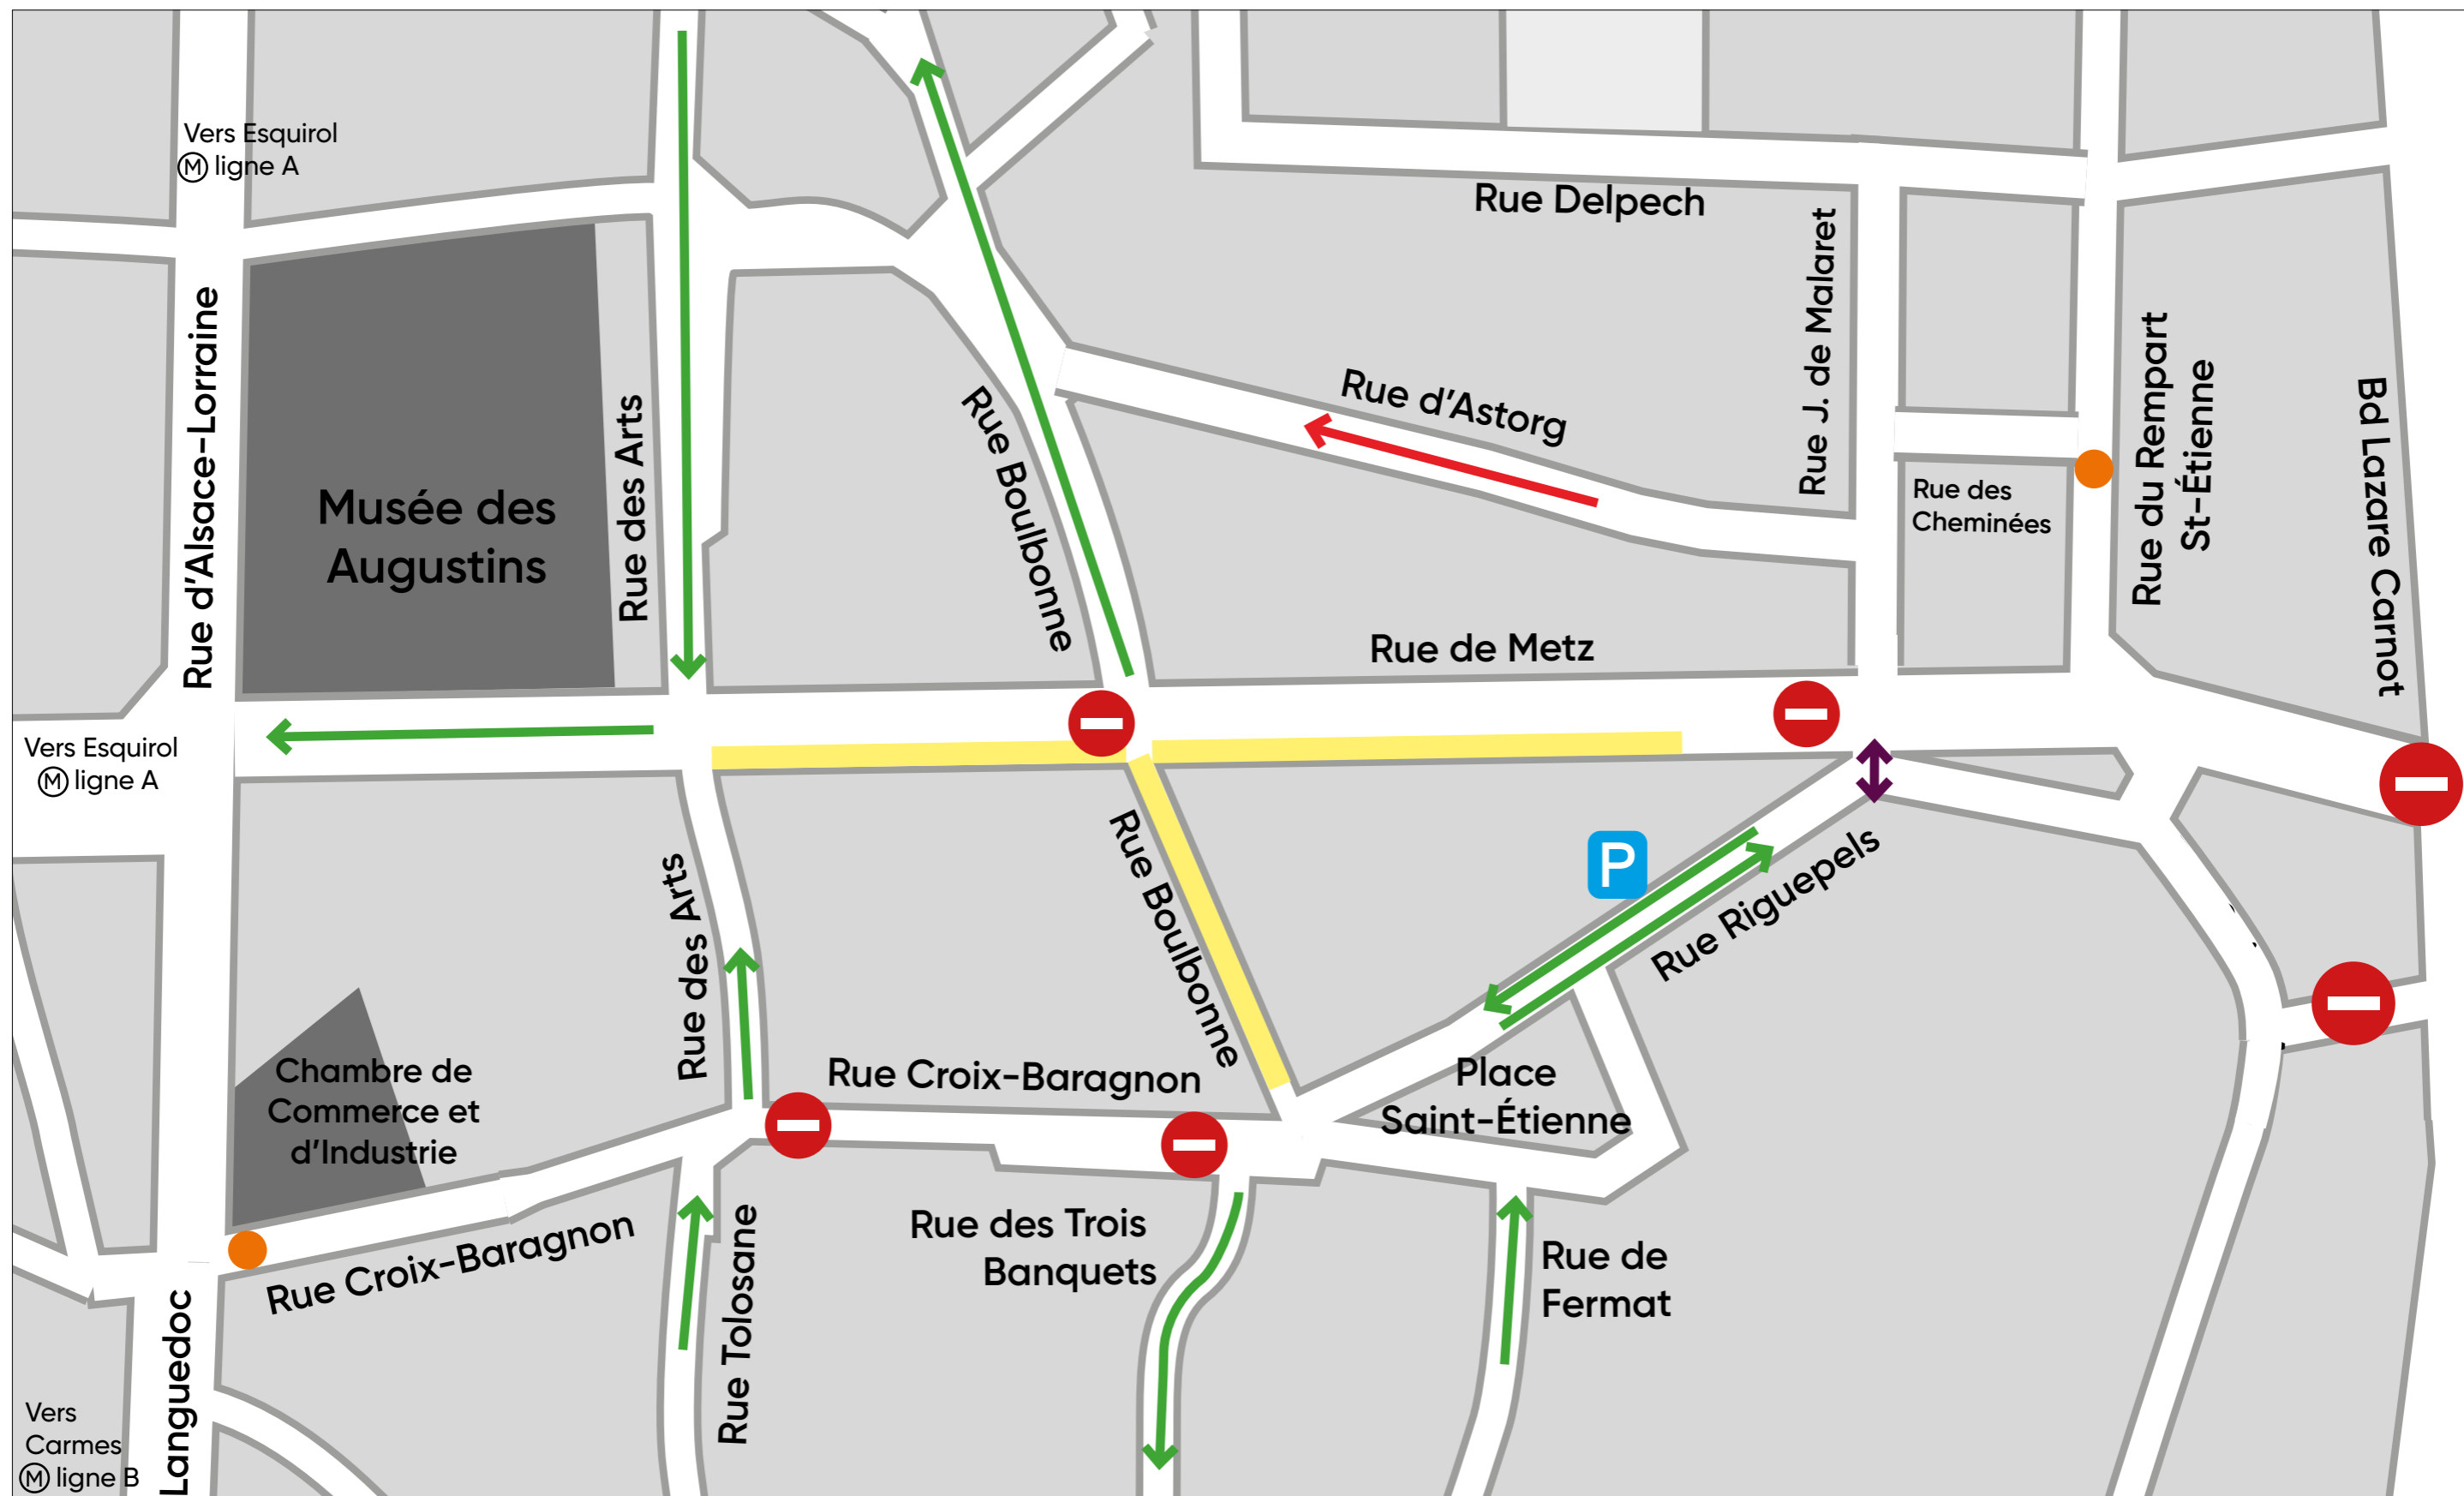 Vers Esquirol
M ligne A
Rue Delpech
Rue d'Alsace-Lorraine
Musée des
Augustins
Rue des Arts
Rue Boulbonne
Rue d'Astorg
Rue J. de Malaret
Rue des
Cheminées
Rue du Rempart
St-Étienne
Bd Lazare Carnot
Rue de Metz
Vers Esquirol
M ligne A
Rue des Arts
Rue Boulbonne
P
Rue Riguepels
Chambre de
Commerce et
d'Industrie
Rue Croix-Baragnon
Place
Saint-Étienne
Rue Croix-Baragnon
Rue Tolosane
Rue des Trois
Banquets
Rue de
Fermat
Languedoc
Vers
Carmes
M ligne B